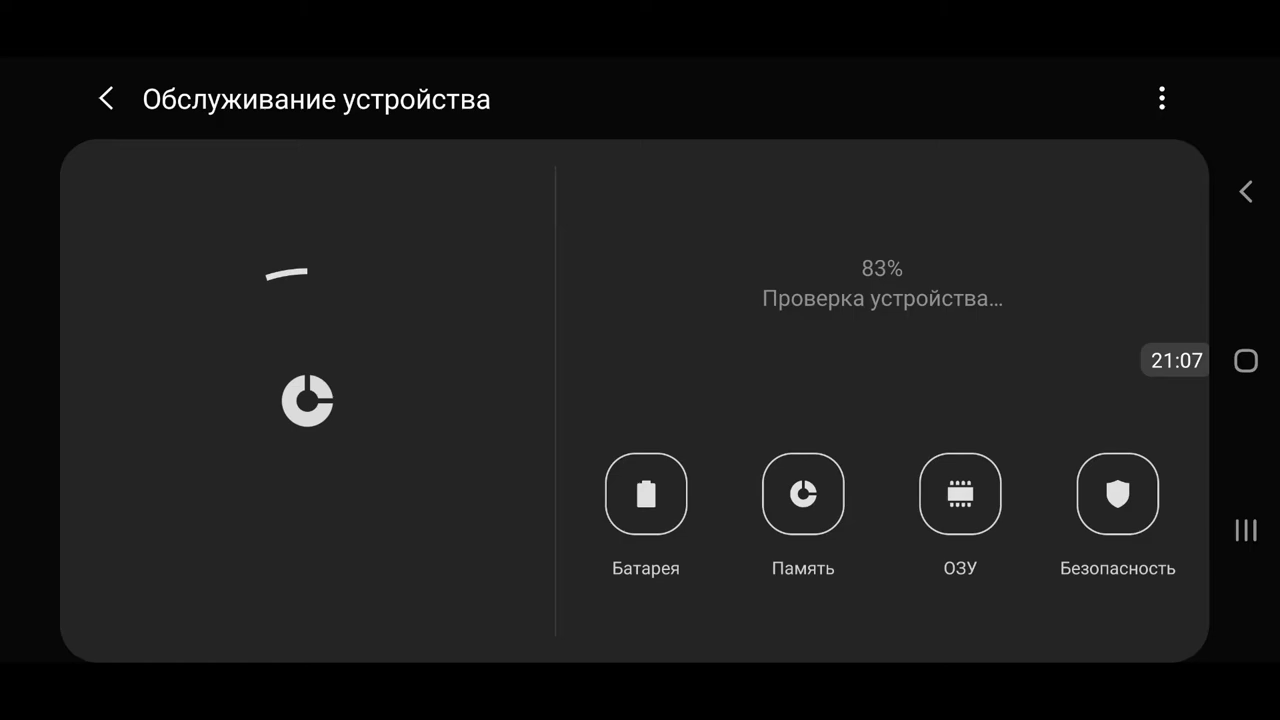 Обслуживание устройства
83%
Проверка устройства...
21:07
Батарея
Память
ОЗУ
Безопасность